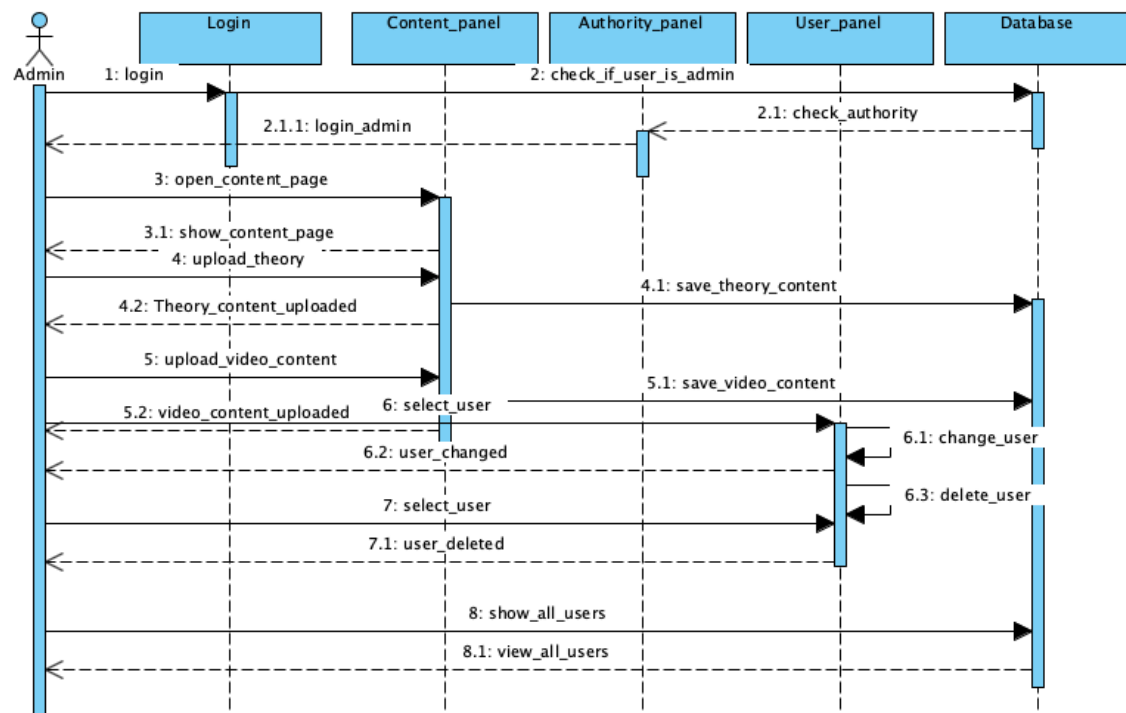 Login
Content_panel
Authority_panel
User_panel
Database
Admin
1: login
2: check_if_user_is_admin
2.1: check_authority
2.1.1: login_admin
3: open_content_page
3.1: show_content_page
4: upload_theory
4.1: save_theory_content
4.2: Theory_content_uploaded
5: upload_video_content
5.1: save_video_content
5.2: video_content_uploaded
6: select_user
6.1: change_user
6.2: user_changed
6.3: delete_user
7: select_user
7.1: user_deleted
8: show_all_users
8.1: view_all_users